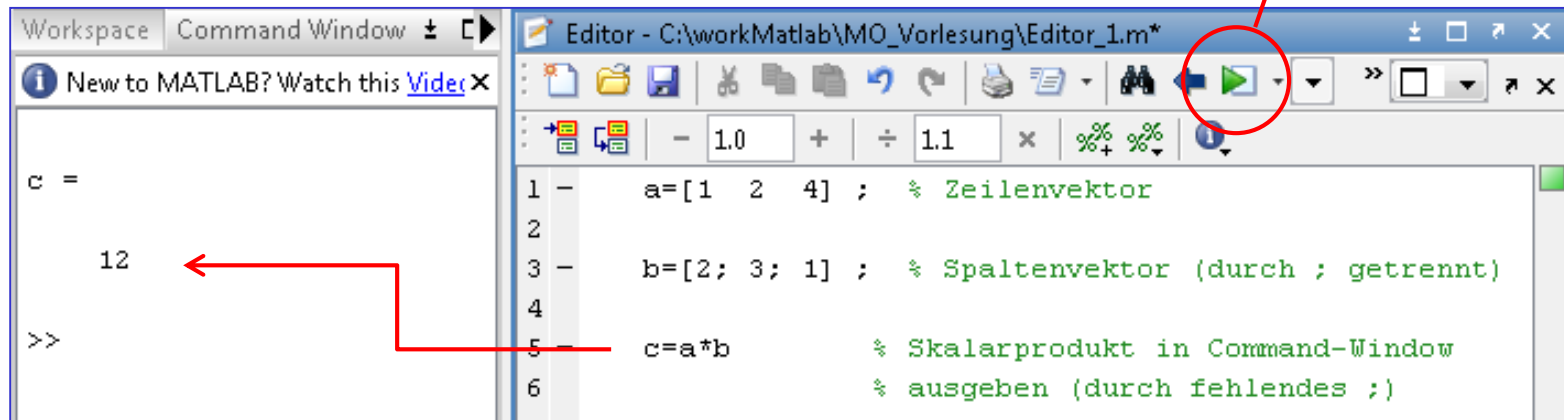 Workspace Command Window
New to MATLAB? Watch this Video
c =
12
>>
Editor - C:\workMatlab\MO_Vorlesung\Editor_1.m*
- 1.0 + ÷ 1.1 ×
1 - a=[1 2 4] ; % Zeilenvektor
2
3 - b=[2; 3; 1] ; % Spaltenvektor (durch ; getrennt)
4
5 - c=a*b % Skalarprodukt in Command-Window
6 % ausgeben (durch fehlendes ;)